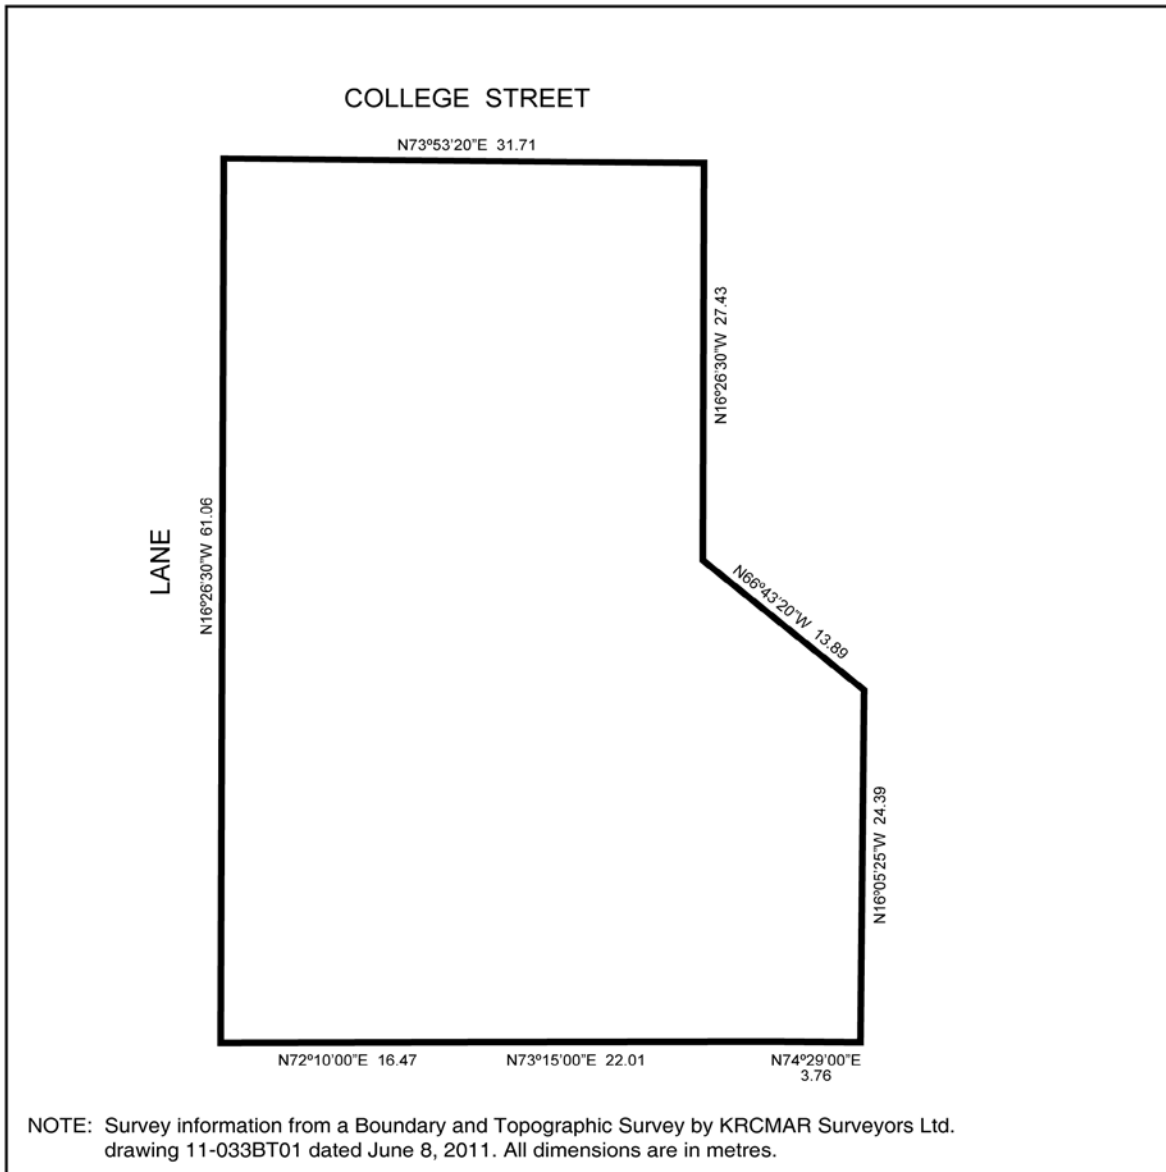 COLLEGE STREET
N73º53'20"E 31.71
N16º26'30"W 27.43
LANE
N16º26'30"W 61.06
N66º43'20"W 13.89
N16º05'25"W 24.39
N72º10'00"E 16.47
N73º15'00"E 22.01
N74º29'00"E
3.76
NOTE: Survey information from a Boundary and Topographic Survey by KRCMAR Surveyors Ltd.
drawing 11-033BT01 dated June 8, 2011. All dimensions are in metres.